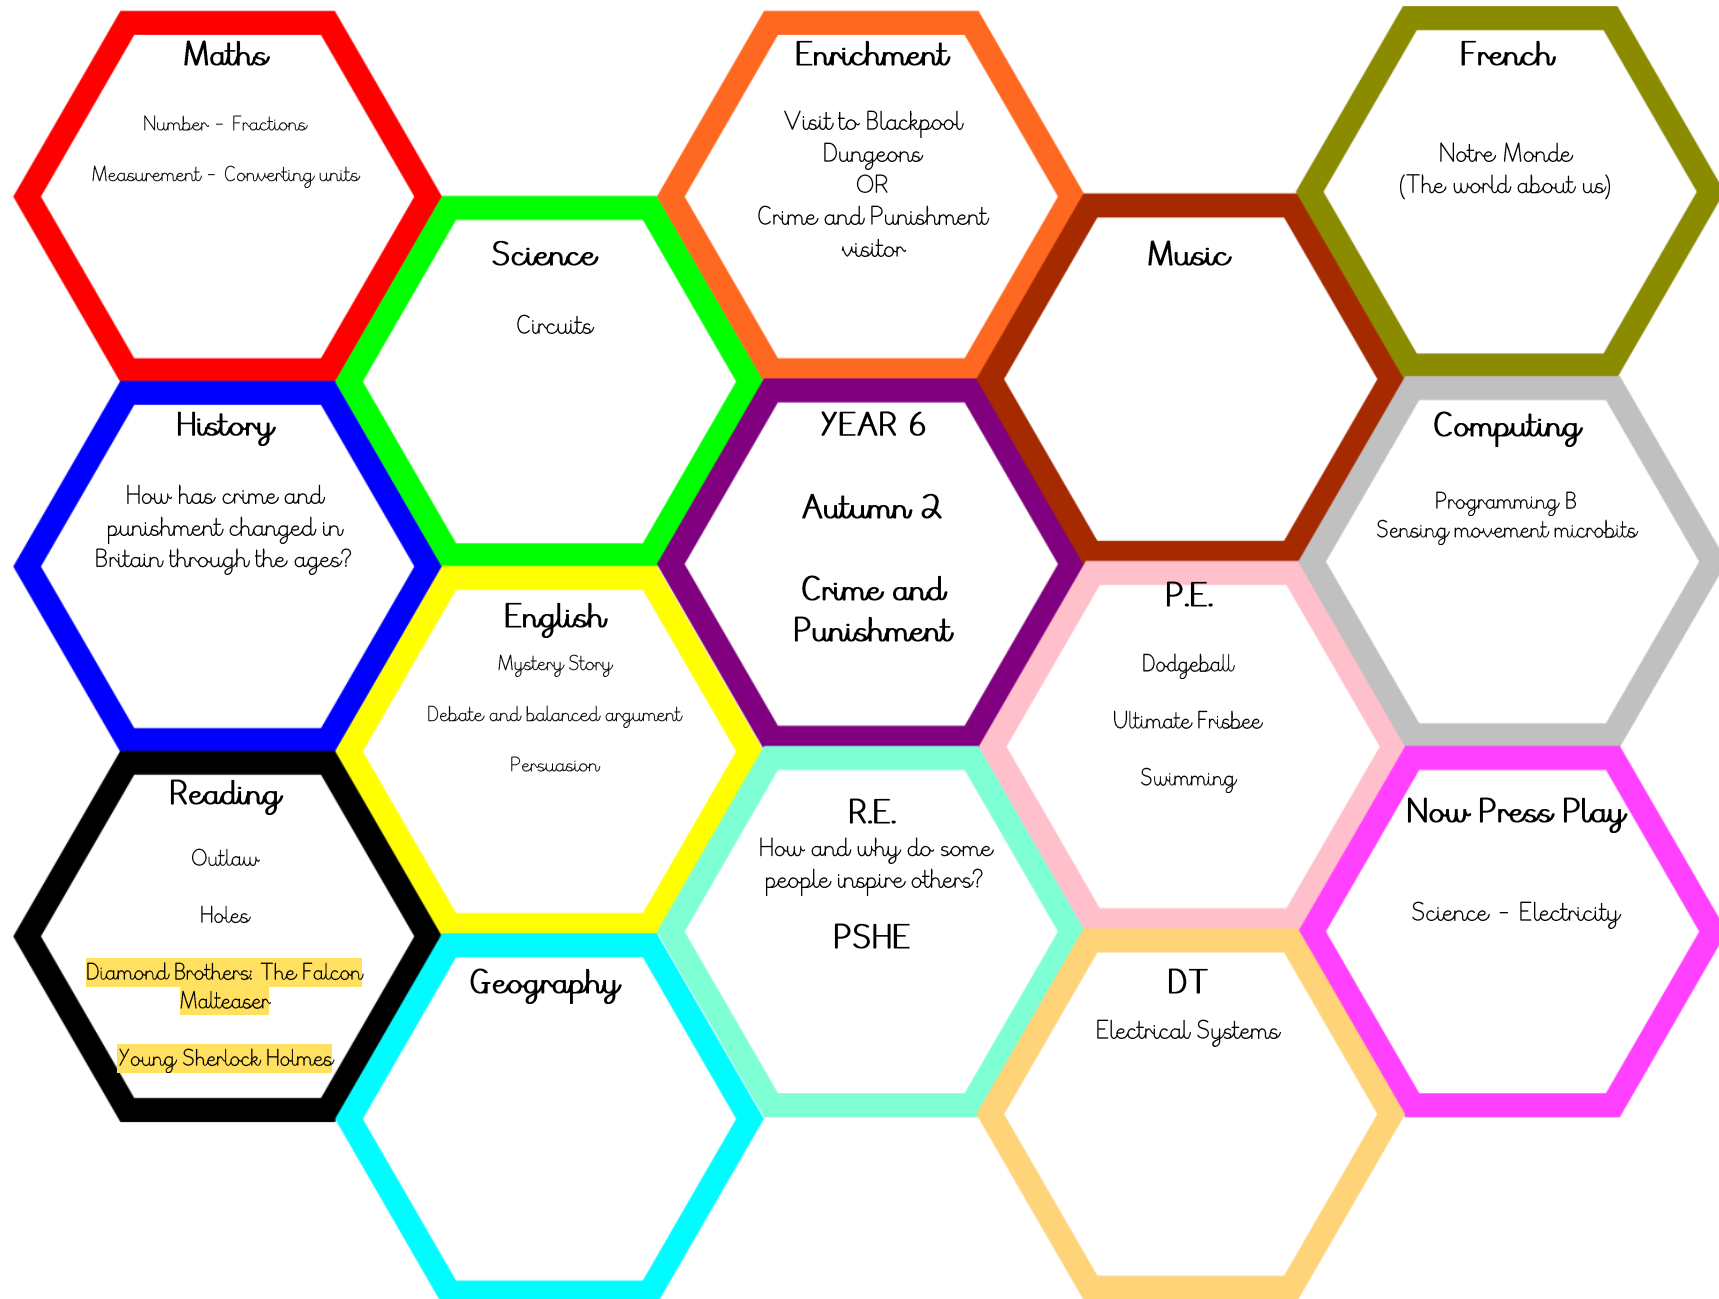 Maths
Number - Fractions
Measurement - Converting units
Enrichment
Visit to Blackpool
Dungeons
OR
Crime and Punishment
visitor
French
Notre Monde
(The world about us)
Science
Circuits
Music
History
How has crime and
punishment changed in
Britain through the ages?
YEAR 6
Autumn 2
Crime and
Punishment
Computing
Programming B
Sensing movement microbits
English
Mystery Story
Debate and balanced argument
Persuasion
P.E.
Dodgeball
Ultimate Frisbee
Swimming
Reading
Outlaw
Holes
Diamond Brothers: The Falcon
Malteaser
Young Sherlock Holmes
R.E.
How and why do some
people inspire others?
PSHE
Now Press Play
Science - Electricity
Geography
DT
Electrical Systems